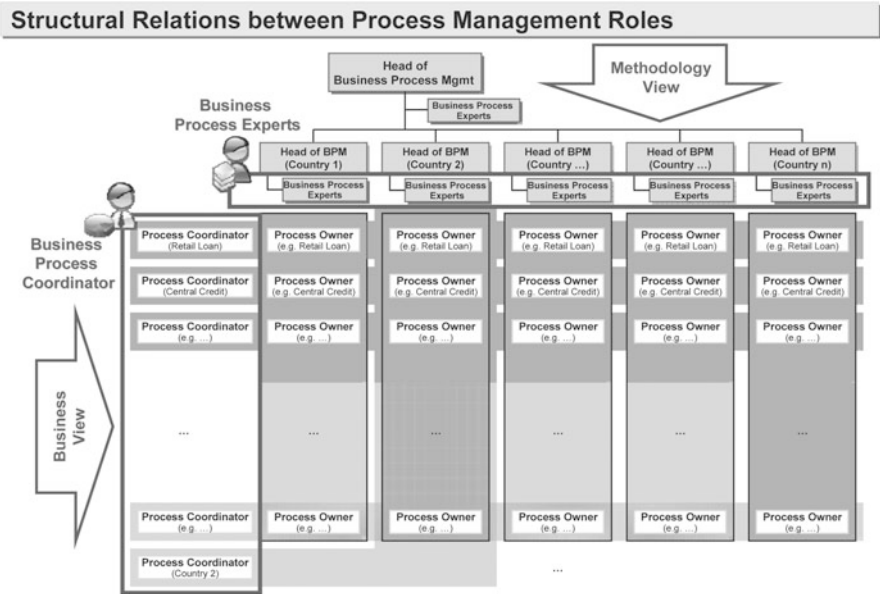 Structural Relations between Process Management Roles
Head of
Business Process Mgmt
Methodology
View
Business Process
Experts
Business
Process Experts
Head of BPM
(Country 1)
Head of BPM
(Country 2)
Head of BPM
(Country ...)
Head of BPM
(Country ...)
Head of BPM
(Country n)
Business Process
Experts
Business Process
Experts
Business Process
Experts
Business Process
Experts
Business Process
Experts
Business
Process
Coordinator
Process Coordinator
(Retail Loan)
Process Owner
(e.g. Retail Loan)
Process Owner
(e.g. Retail Loan)
Process Owner
(e.g. Retail Loan)
Process Owner
(e.g. Retail Loan)
Process Owner
(e.g. Retail Loan)
Process Coordinator
(Central Credit)
Process Owner
(e.g. Central Credit)
Process Owner
(e.g. Central Credit)
Process Owner
(e.g. Central Credit)
Process Owner
(e.g. Central Credit)
Process Owner
(e.g. Central Credit)
Process Coordinator
(e.g. ...)
Process Owner
(e.g. ...)
Process Owner
(e.g. ...)
Process Owner
(e.g. ...)
Process Owner
(e.g. ...)
Process Owner
(e.g. ...)
Business
View
...
...
...
...
...
...
Process Coordinator
(e.g. ...)
Process Owner
(e.g. ...)
Process Owner
(e.g. ...)
Process Owner
(e.g. ...)
Process Owner
(e.g. ...)
Process Owner
(e.g. ...)
Process Coordinator
(Country 2)
...